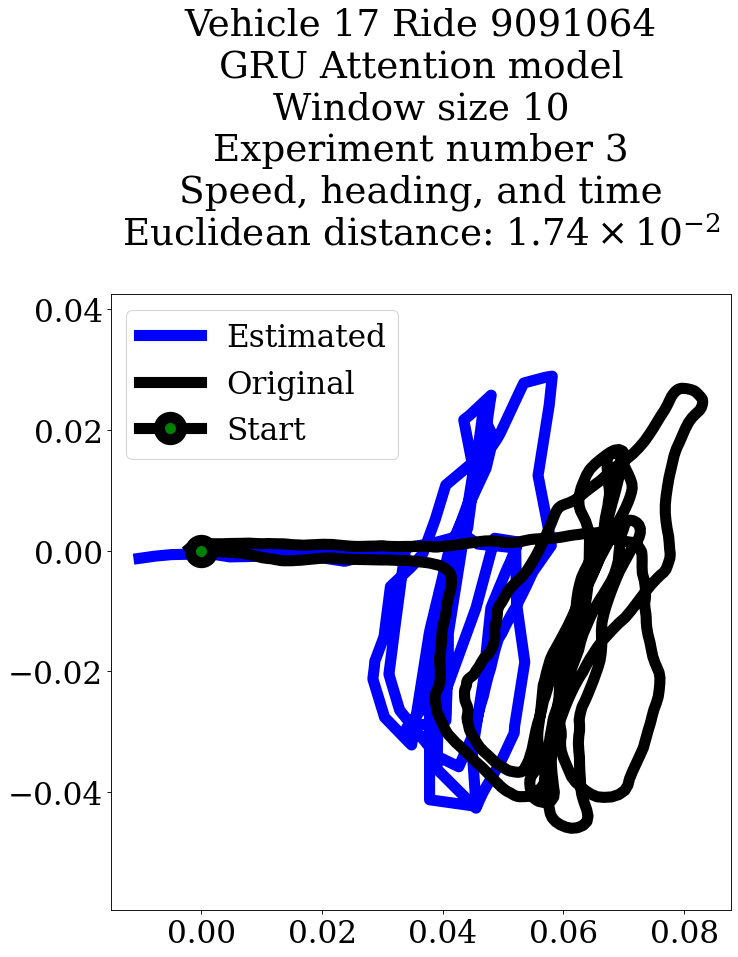 Vehicle 17 Ride 9091064
GRU Attention model
Window size 10
Experiment number 3
Speed, heading, and time
Euclidean distance: 1.74 × 10⁻²
0.04
Estimated
Original
0.02
Start
0.00
−0.02
−0.04
0.00 0.02 0.04 0.06 0.08